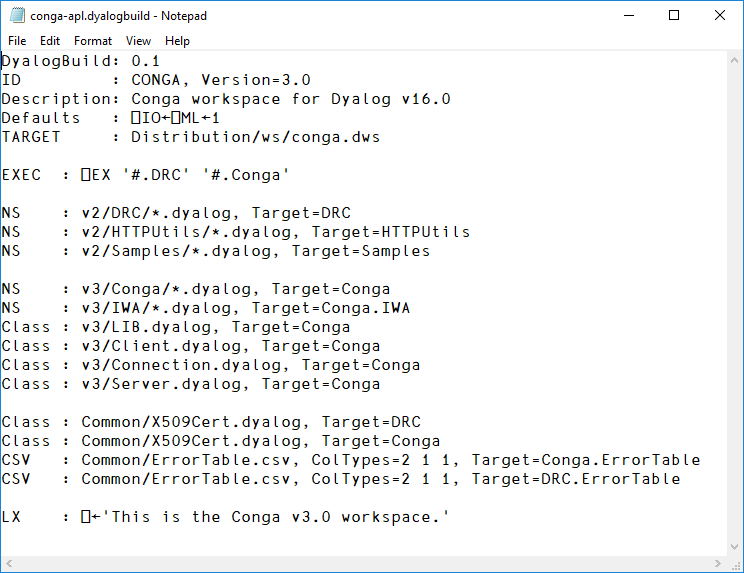 conga-apl.dyalogbuild - Notepad
File Edit Format View Help
DyalogBuild: 0.1
ID          : CONGA, Version=3.0
Description: Conga workspace for Dyalog v16.0
Defaults   : ⎕IO←⎕ML←1
TARGET     : Distribution/ws/conga.dws
EXEC  : ⎕EX '#.DRC' '#.Conga'
NS    : v2/DRC/*.dyalog, Target=DRC
NS    : v2/HTTPUtils/*.dyalog, Target=HTTPUtils
NS    : v2/Samples/*.dyalog, Target=Samples
NS    : v3/Conga/*.dyalog, Target=Conga
NS    : v3/IWA/*.dyalog, Target=Conga.IWA
Class : v3/LIB.dyalog, Target=Conga
Class : v3/Client.dyalog, Target=Conga
Class : v3/Connection.dyalog, Target=Conga
Class : v3/Server.dyalog, Target=Conga
Class : Common/X509Cert.dyalog, Target=DRC
Class : Common/X509Cert.dyalog, Target=Conga
CSV   : Common/ErrorTable.csv, ColTypes=2 1 1, Target=Conga.ErrorTable
CSV   : Common/ErrorTable.csv, ColTypes=2 1 1, Target=DRC.ErrorTable
LX    : ⎕←'This is the Conga v3.0 workspace.'